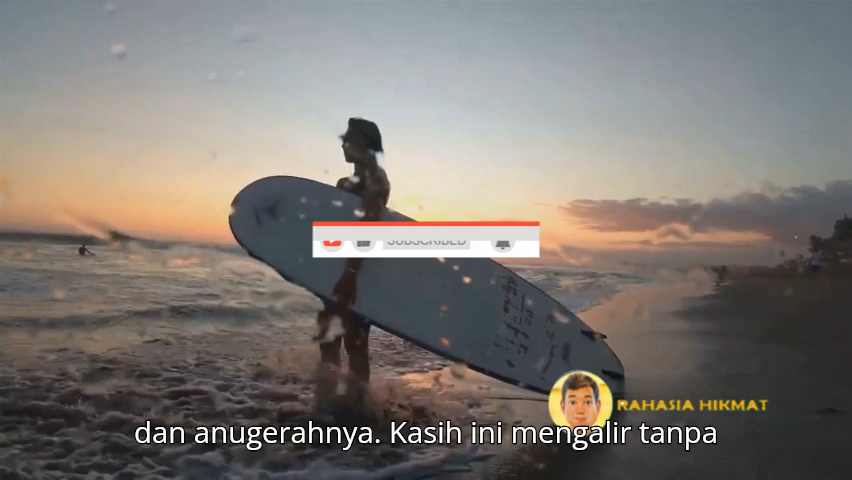 SUBSCRIBED
RAHASIA HIKMAT
dan anugerahnya. Kasih ini mengalir tanpa